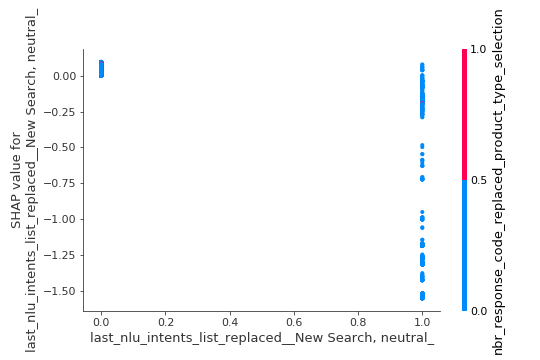 SHAP value for
last_nlu_intents_list_replaced__New Search, neutral_
0.00
−0.25
−0.50
−0.75
−1.00
−1.25
−1.50
0.0 0.2 0.4 0.6 0.8 1.0
last_nlu_intents_list_replaced__New Search, neutral_
1.0
0.5
0.0
nbr_response_code_replaced_product_type_selection